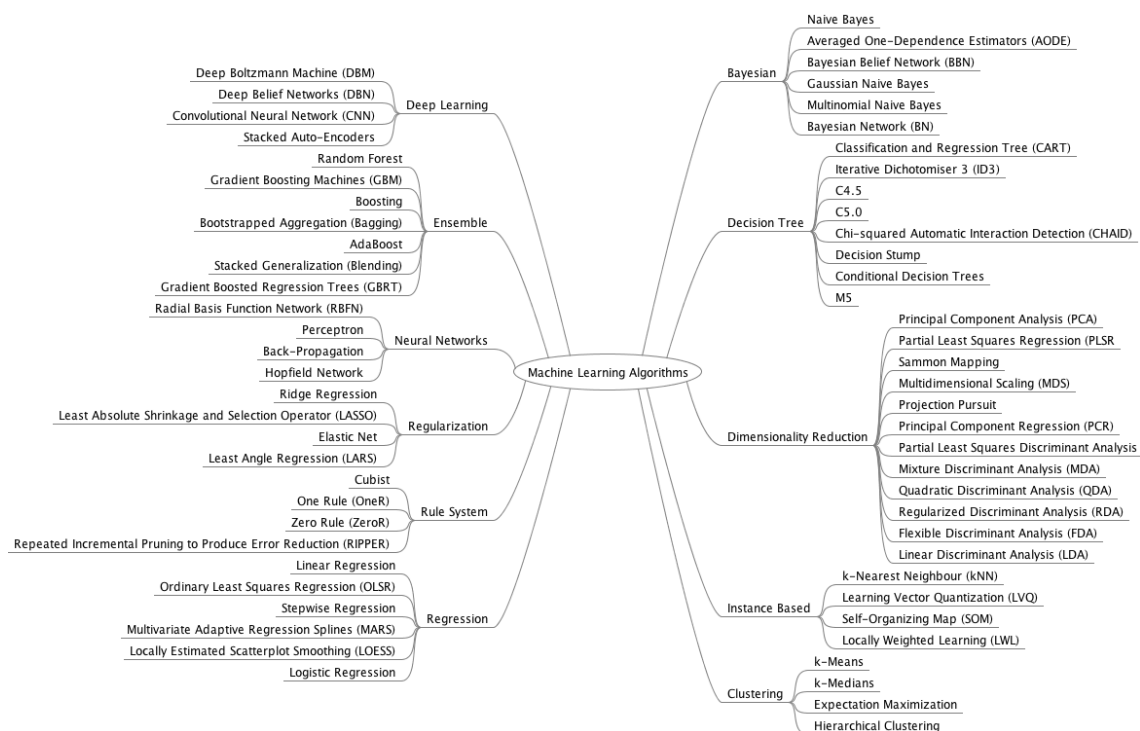 Machine Learning Algorithms
Deep Learning
Deep Boltzmann Machine (DBM)
Deep Belief Networks (DBN)
Convolutional Neural Network (CNN)
Stacked Auto-Encoders
Ensemble
Random Forest
Gradient Boosting Machines (GBM)
Boosting
Bootstrapped Aggregation (Bagging)
AdaBoost
Stacked Generalization (Blending)
Gradient Boosted Regression Trees (GBRT)
Neural Networks
Radial Basis Function Network (RBFN)
Perceptron
Back-Propagation
Hopfield Network
Regularization
Ridge Regression
Least Absolute Shrinkage and Selection Operator (LASSO)
Elastic Net
Least Angle Regression (LARS)
Rule System
Cubist
One Rule (OneR)
Zero Rule (ZeroR)
Repeated Incremental Pruning to Produce Error Reduction (RIPPER)
Regression
Linear Regression
Ordinary Least Squares Regression (OLSR)
Stepwise Regression
Multivariate Adaptive Regression Splines (MARS)
Locally Estimated Scatterplot Smoothing (LOESS)
Logistic Regression
Bayesian
Naive Bayes
Averaged One-Dependence Estimators (AODE)
Bayesian Belief Network (BBN)
Gaussian Naive Bayes
Multinomial Naive Bayes
Bayesian Network (BN)
Decision Tree
Classification and Regression Tree (CART)
Iterative Dichotomiser 3 (ID3)
C4.5
C5.0
Chi-squared Automatic Interaction Detection (CHAID)
Decision Stump
Conditional Decision Trees
M5
Dimensionality Reduction
Principal Component Analysis (PCA)
Partial Least Squares Regression (PLSR
Sammon Mapping
Multidimensional Scaling (MDS)
Projection Pursuit
Principal Component Regression (PCR)
Partial Least Squares Discriminant Analysis
Mixture Discriminant Analysis (MDA)
Quadratic Discriminant Analysis (QDA)
Regularized Discriminant Analysis (RDA)
Flexible Discriminant Analysis (FDA)
Linear Discriminant Analysis (LDA)
Instance Based
k-Nearest Neighbour (kNN)
Learning Vector Quantization (LVQ)
Self-Organizing Map (SOM)
Locally Weighted Learning (LWL)
Clustering
k-Means
k-Medians
Expectation Maximization
Hierarchical Clustering